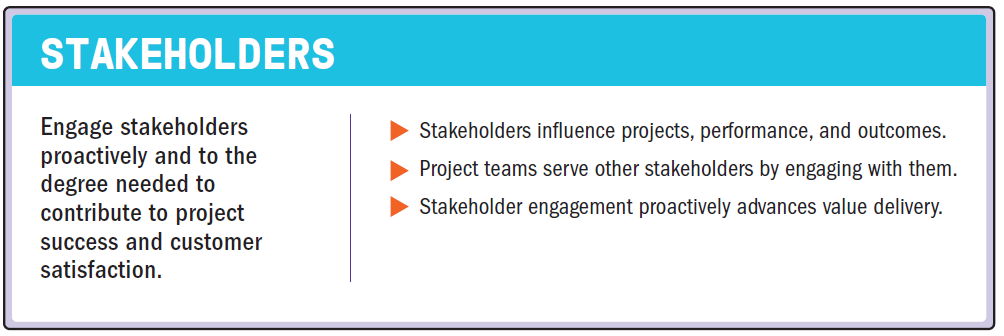 STAKEHOLDERS
Engage stakeholders
proactively and to the
degree needed to
contribute to project
success and customer
satisfaction.
Stakeholders influence projects, performance, and outcomes.
Project teams serve other stakeholders by engaging with them.
Stakeholder engagement proactively advances value delivery.